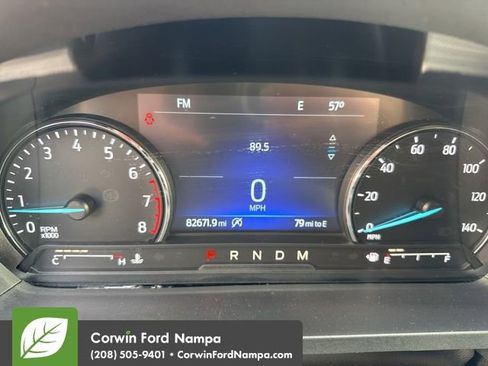 FM E 57°
89.5
0
MPH
82671.9 mi 79 mi to E
0 1 2 3 4 5 6 7 8
RPM
x1000
0 20 40 60 80 100 120 140
MPH
C H
P R N D M
E F
Corwin Ford Nampa
(208) 505-9401 • CorwinFordNampa.com